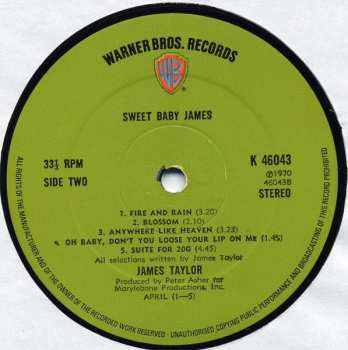 WARNER BROS. RECORDS
WB
SWEET BABY JAMES
33⅓ RPM
K 46043
SIDE TWO
℗1970
46043B
STEREO
1. FIRE AND RAIN (3.20)
2. BLOSSOM (2.10)
3. ANYWHERE LIKE HEAVEN (3.23)
4. OH BABY, DON'T YOU LOOSE YOUR LIP ON ME (1.45)
5. SUITE FOR 20G (4.45)
All selections written by James Taylor
JAMES TAYLOR
Produced by Peter Asher for
Marylebone Productions, Inc.
APRIL (1—5)
ALL RIGHTS OF THE MANUFACTURER AND OF THE OWNER OF THE RECORDED WORK RESERVED · UNAUTHORISED COPYING PUBLIC PERFORMANCE AND BROADCASTING OF THIS RECORD PROHIBITED